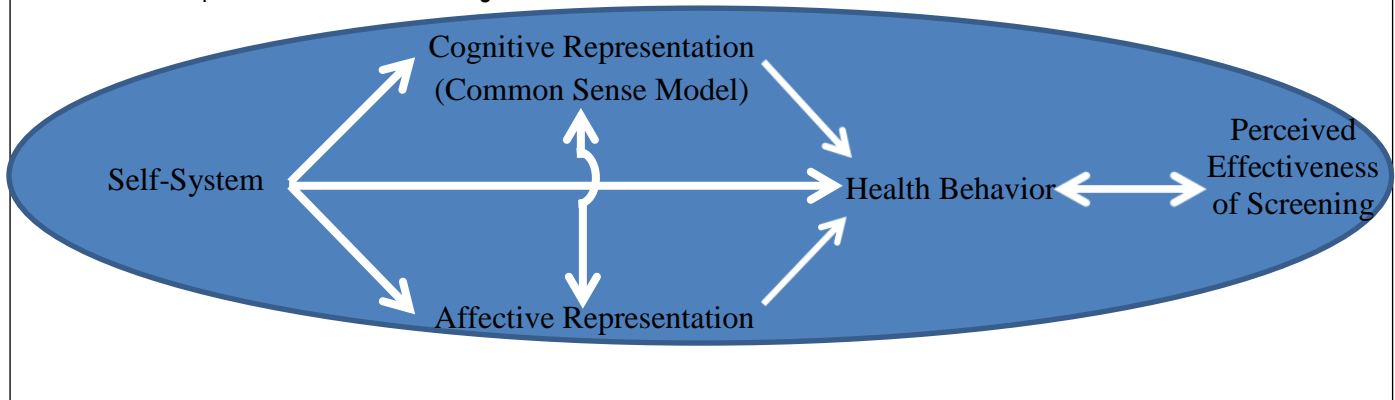 Cognitive Representation
(Common Sense Model)
Perceived
Effectiveness
of Screening
Self-System
Health Behavior
Affective Representation